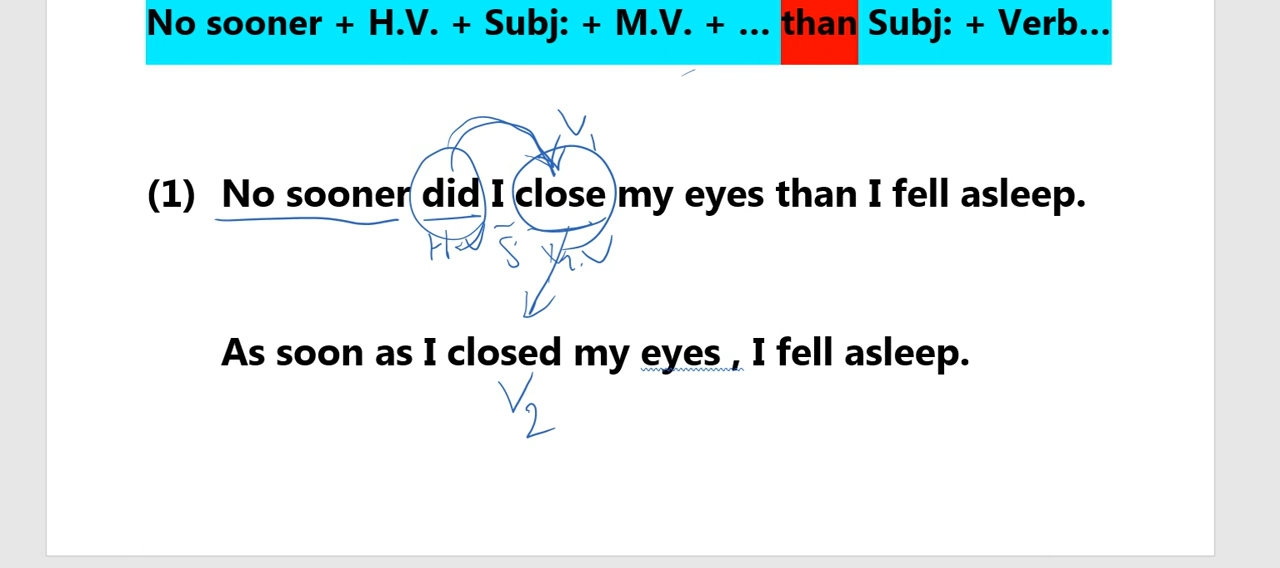 No sooner + H.V. + Subj: + M.V. + ... than Subj: + Verb...
V1
(1) No sooner did I close my eyes than I fell asleep.
H.V S M.V
As soon as I closed my eyes , I fell asleep.
V2